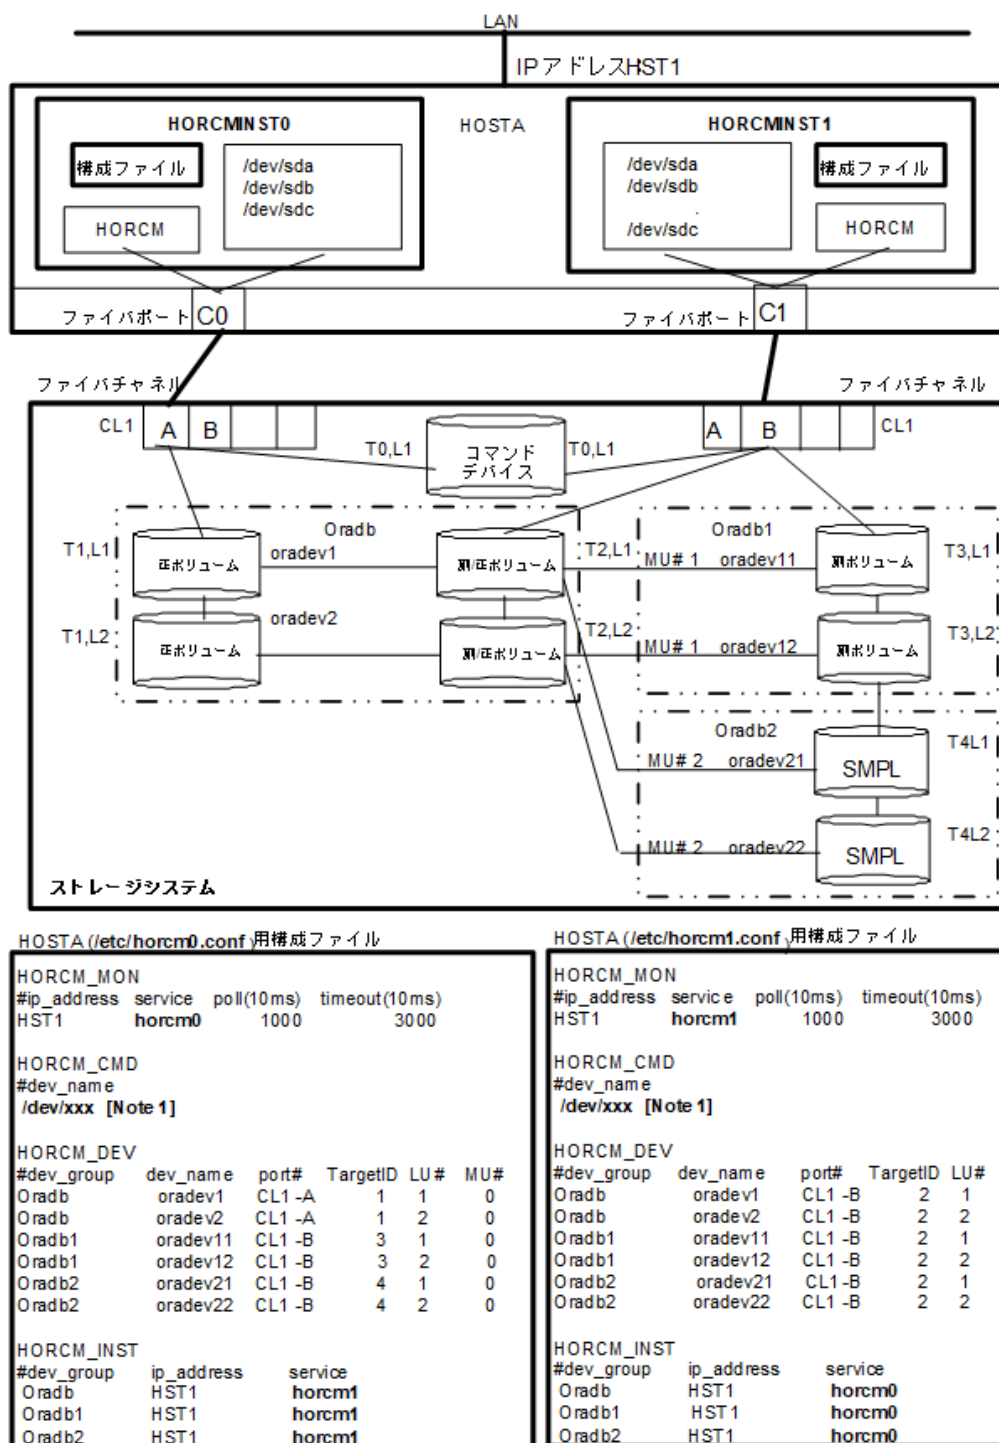 LAN
IPアドレスHST1
HORCMINST0
HOSTA
HORCMINST1
構成ファイル
/dev/sda
/dev/sdb
/dev/sdc
HORCM
/dev/sda
/dev/sdb
/dev/sdc
構成ファイル
HORCM
ファイバポート C0
ファイバポート C1
ファイバチャネル
ファイバチャネル
CL1 A B
コマンド
デバイス
T0,L1
T0,L1
A B CL1
Oradb
Oradb1
T1,L1
正ボリューム
oradev1
副/正ボリューム
T2,L1
MU# 1 oradev11
副ボリューム
T3,L1
T1,L2
正ボリューム
oradev2
副/正ボリューム
T2,L2
MU# 1 oradev12
副ボリューム
T3,L2
Oradb2
MU# 2 oradev21
SMPL
T4L1
MU# 2 oradev22
SMPL
T4L2
ストレージシステム
HOSTA(/etc/horcm0.conf)用構成ファイル
HORCM_MON
#ip_address service poll(10ms) timeout(10ms)
HST1 horcm0 1000 3000
HORCM_CMD
#dev_name
/dev/xxx [Note 1]
HORCM_DEV
#dev_group dev_name port# TargetID LU# MU#
Oradb oradev1 CL1-A 1 1 0
Oradb oradev2 CL1-A 1 2 0
Oradb1 oradev11 CL1-B 3 1 0
Oradb1 oradev12 CL1-B 3 2 0
Oradb2 oradev21 CL1-B 4 1 0
Oradb2 oradev22 CL1-B 4 2 0
HORCM_INST
#dev_group ip_address service
Oradb HST1 horcm1
Oradb1 HST1 horcm1
Oradb2 HST1 horcm1
HOSTA(/etc/horcm1.conf)用構成ファイル
HORCM_MON
#ip_address service poll(10ms) timeout(10ms)
HST1 horcm1 1000 3000
HORCM_CMD
#dev_name
/dev/xxx [Note 1]
HORCM_DEV
#dev_group dev_name port# TargetID LU#
Oradb oradev1 CL1-B 2 1
Oradb oradev2 CL1-B 2 2
Oradb1 oradev11 CL1-B 2 1
Oradb1 oradev12 CL1-B 2 2
Oradb2 oradev21 CL1-B 2 1
Oradb2 oradev22 CL1-B 2 2
HORCM_INST
#dev_group ip_address service
Oradb HST1 horcm0
Oradb1 HST1 horcm0
Oradb2 HST1 horcm0